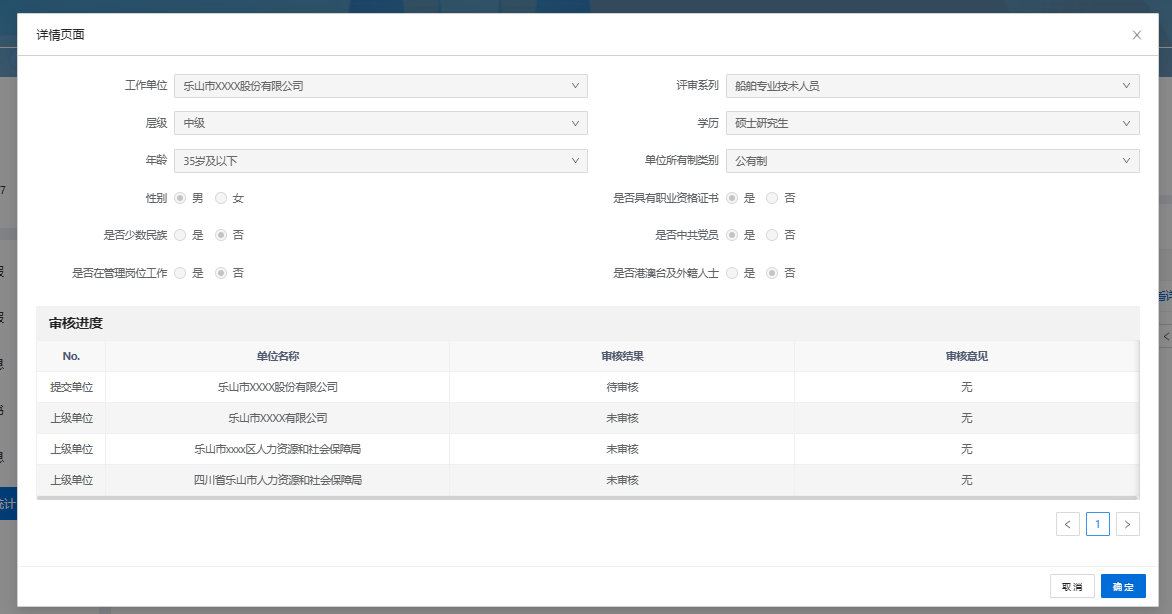 详情页面
工作单位 乐山市XXXX股份有限公司 评审系列 船舶专业技术人员
层级 中级 学历 硕士研究生
年龄 35岁及以下 单位所有制类别 公有制
性别 男 女 是否具有职业资格证书 是 否
是否少数民族 是 否 是否中共党员 是 否
是否在管理岗位工作 是 否 是否港澳台及外籍人士 是 否
审核进度
No. 单位名称 审核结果 审核意见
提交单位 乐山市XXXX股份有限公司 待审核 无
上级单位 乐山市XXXX有限公司 未审核 无
上级单位 乐山市xxxx区人力资源和社会保障局 未审核 无
上级单位 四川省乐山市人力资源和社会保障局 未审核 无
< 1 >
取消 确定
7
统计